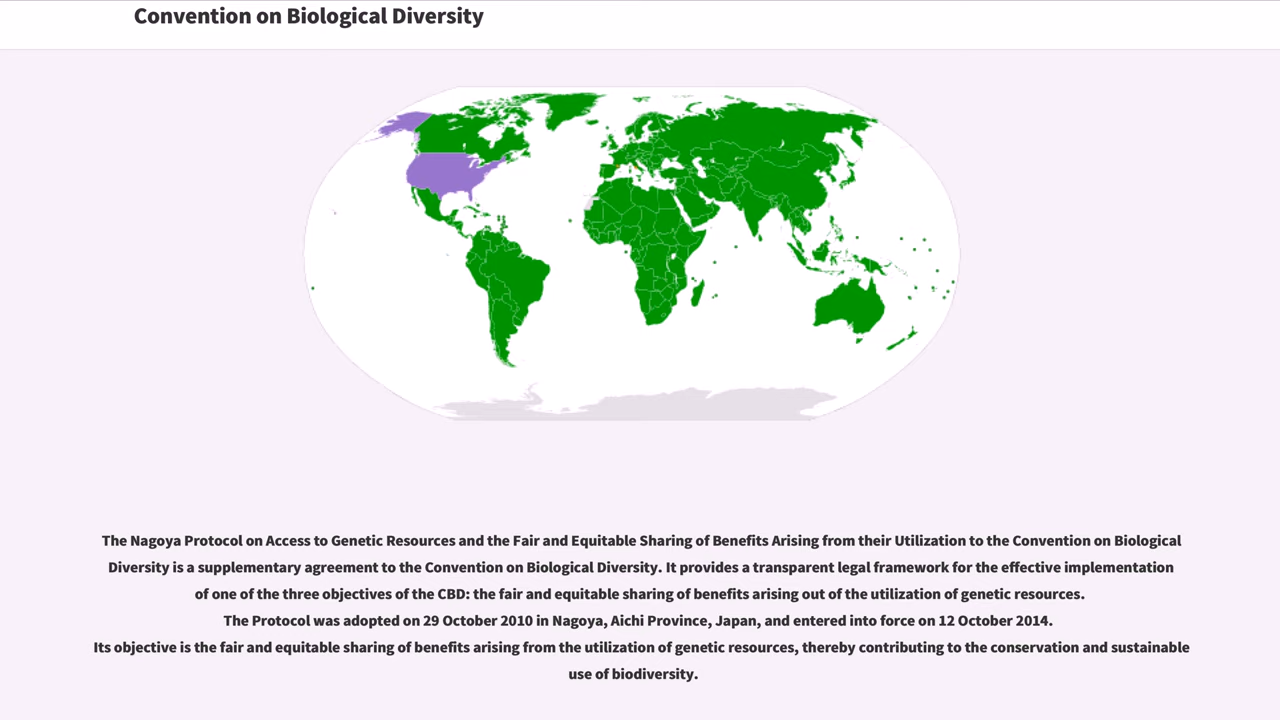 Convention on Biological Diversity
The Nagoya Protocol on Access to Genetic Resources and the Fair and Equitable Sharing of Benefits Arising from their Utilization to the Convention on Biological
Diversity is a supplementary agreement to the Convention on Biological Diversity. It provides a transparent legal framework for the effective implementation
of one of the three objectives of the CBD: the fair and equitable sharing of benefits arising out of the utilization of genetic resources.
The Protocol was adopted on 29 October 2010 in Nagoya, Aichi Province, Japan, and entered into force on 12 October 2014.
Its objective is the fair and equitable sharing of benefits arising from the utilization of genetic resources, thereby contributing to the conservation and sustainable
use of biodiversity.